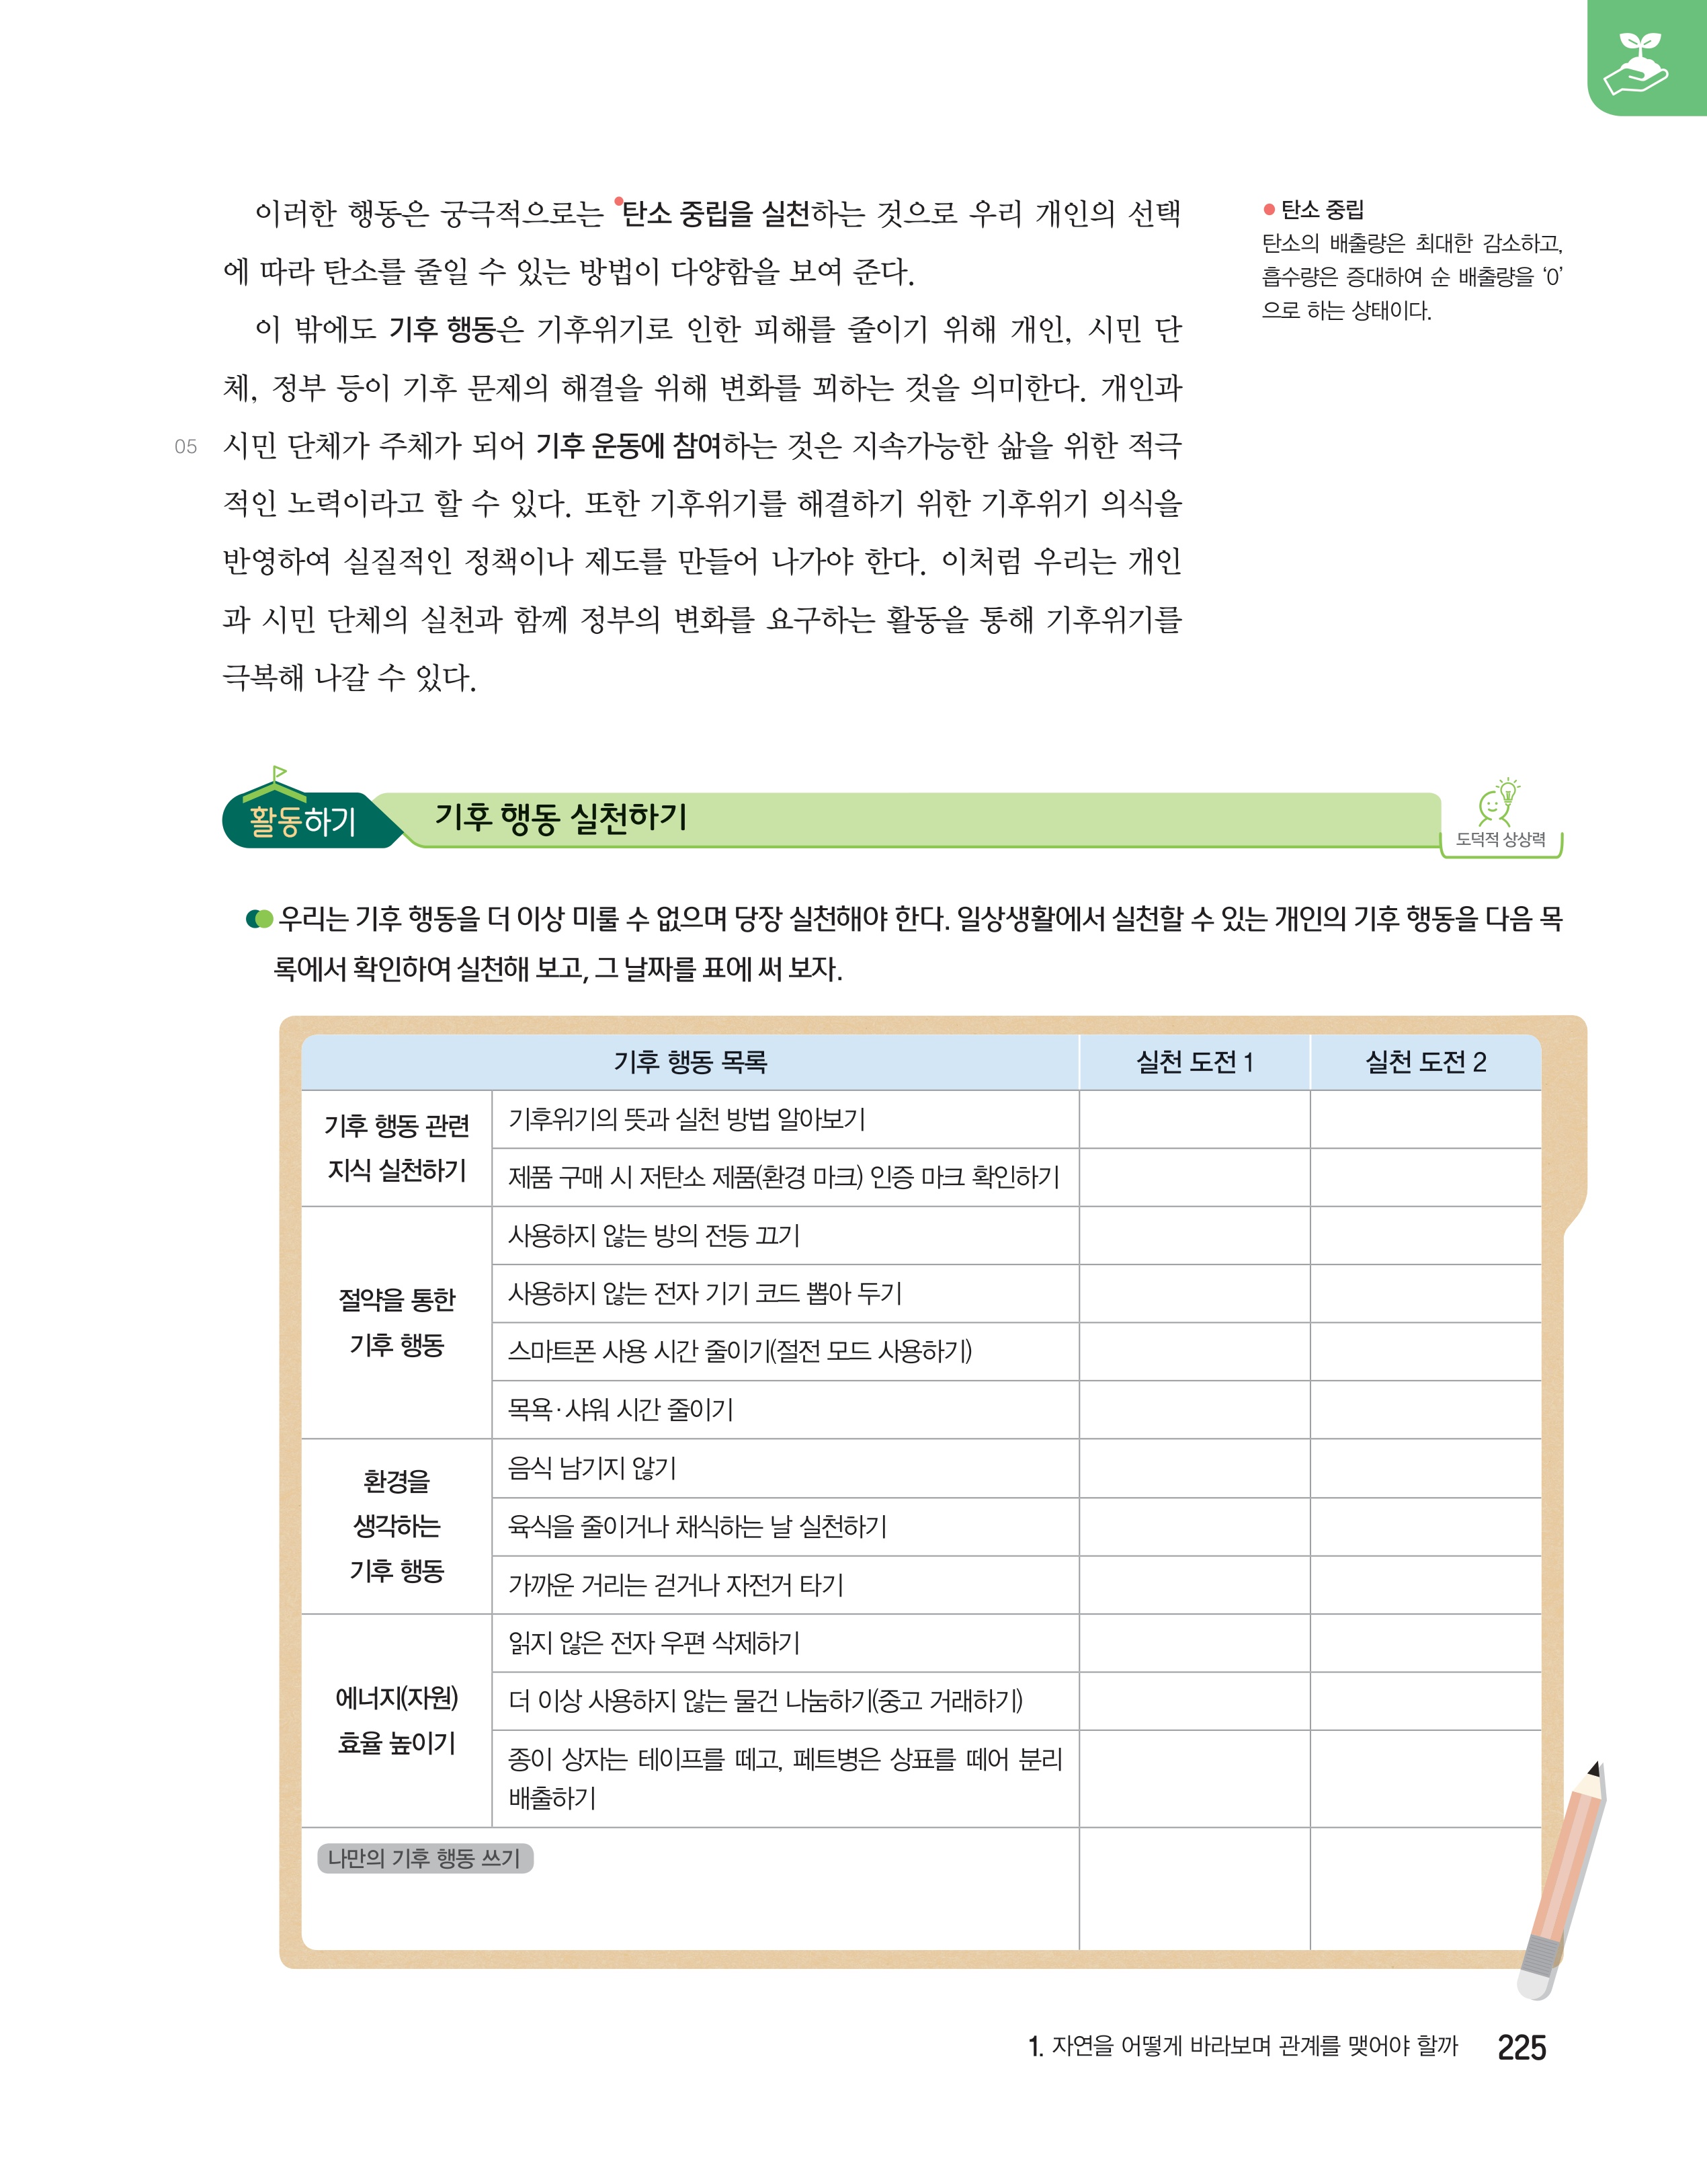 이러한 행동은 궁극적으로는 •탄소 중립을 실천하는 것으로 우리 개인의 선택
에 따라 탄소를 줄일 수 있는 방법이 다양함을 보여 준다.
이 밖에도 기후 행동은 기후위기로 인한 피해를 줄이기 위해 개인, 시민 단
체, 정부 등이 기후 문제의 해결을 위해 변화를 꾀하는 것을 의미한다. 개인과
05 시민 단체가 주체가 되어 기후 운동에 참여하는 것은 지속가능한 삶을 위한 적극
적인 노력이라고 할 수 있다. 또한 기후위기를 해결하기 위한 기후위기 의식을
반영하여 실질적인 정책이나 제도를 만들어 나가야 한다. 이처럼 우리는 개인
과 시민 단체의 실천과 함께 정부의 변화를 요구하는 활동을 통해 기후위기를
극복해 나갈 수 있다.
• 탄소 중립
탄소의 배출량은 최대한 감소하고,
흡수량은 증대하여 순 배출량을 ‘0’
으로 하는 상태이다.
활동하기 기후 행동 실천하기
도덕적 상상력
우리는 기후 행동을 더 이상 미룰 수 없으며 당장 실천해야 한다. 일상생활에서 실천할 수 있는 개인의 기후 행동을 다음 목
록에서 확인하여 실천해 보고, 그 날짜를 표에 써 보자.
기후 행동 목록 실천 도전 1 실천 도전 2
기후 행동 관련
지식 실천하기
기후위기의 뜻과 실천 방법 알아보기
제품 구매 시 저탄소 제품(환경 마크) 인증 마크 확인하기
절약을 통한
기후 행동
사용하지 않는 방의 전등 끄기
사용하지 않는 전자 기기 코드 뽑아 두기
스마트폰 사용 시간 줄이기(절전 모드 사용하기)
목욕·샤워 시간 줄이기
환경을
생각하는
기후 행동
음식 남기지 않기
육식을 줄이거나 채식하는 날 실천하기
가까운 거리는 걷거나 자전거 타기
에너지(자원)
효율 높이기
읽지 않은 전자 우편 삭제하기
더 이상 사용하지 않는 물건 나눔하기(중고 거래하기)
종이 상자는 테이프를 떼고, 페트병은 상표를 떼어 분리
배출하기
나만의 기후 행동 쓰기
1. 자연을 어떻게 바라보며 관계를 맺어야 할까 225